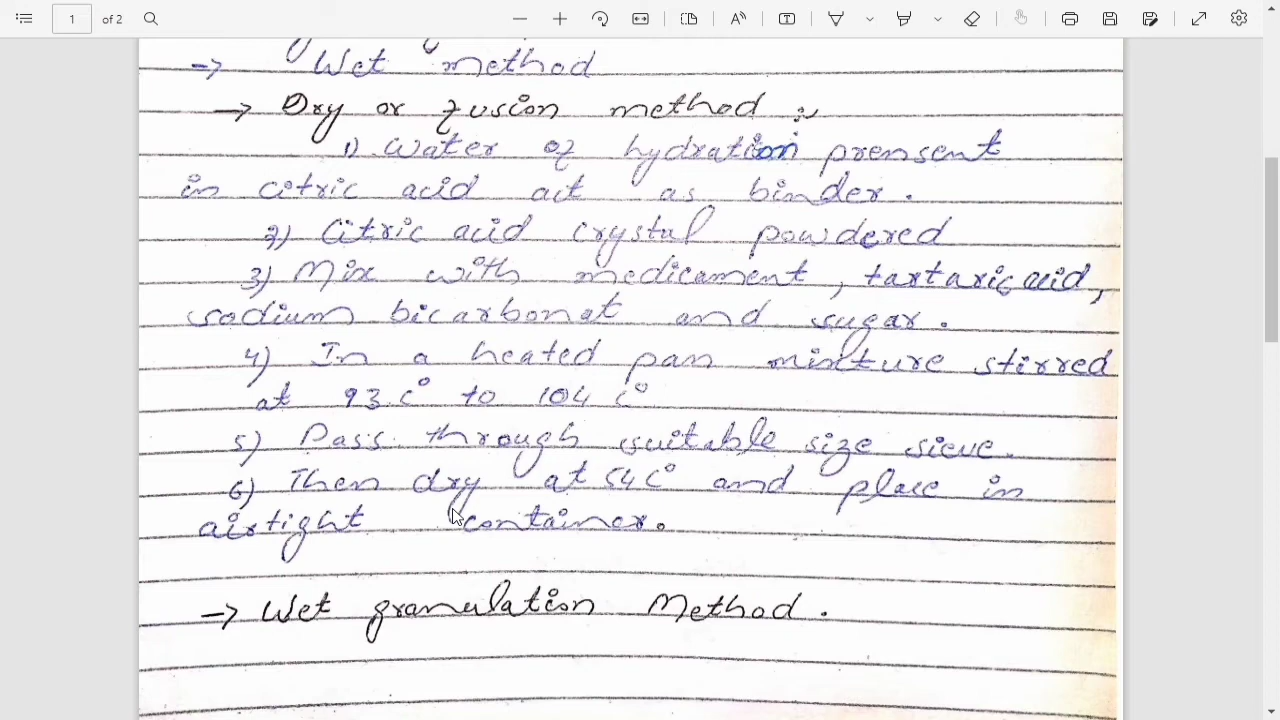 1 of 2
→ Wet method
→ Dry or fusion method :~
1) Water of hydration prensent
in citric acid act as binder.
2) Citric acid crystal powdered
3) Mix with medicament, tartaric acid,
sodium bicarbonat and sugar.
4) In a heated pan mixture stirred
at 93 c° to 104 c°
5) Pass through suitable size sieve.
6) Then dry at 54 c° and place in
airtight container.
→ Wet granulation Method.